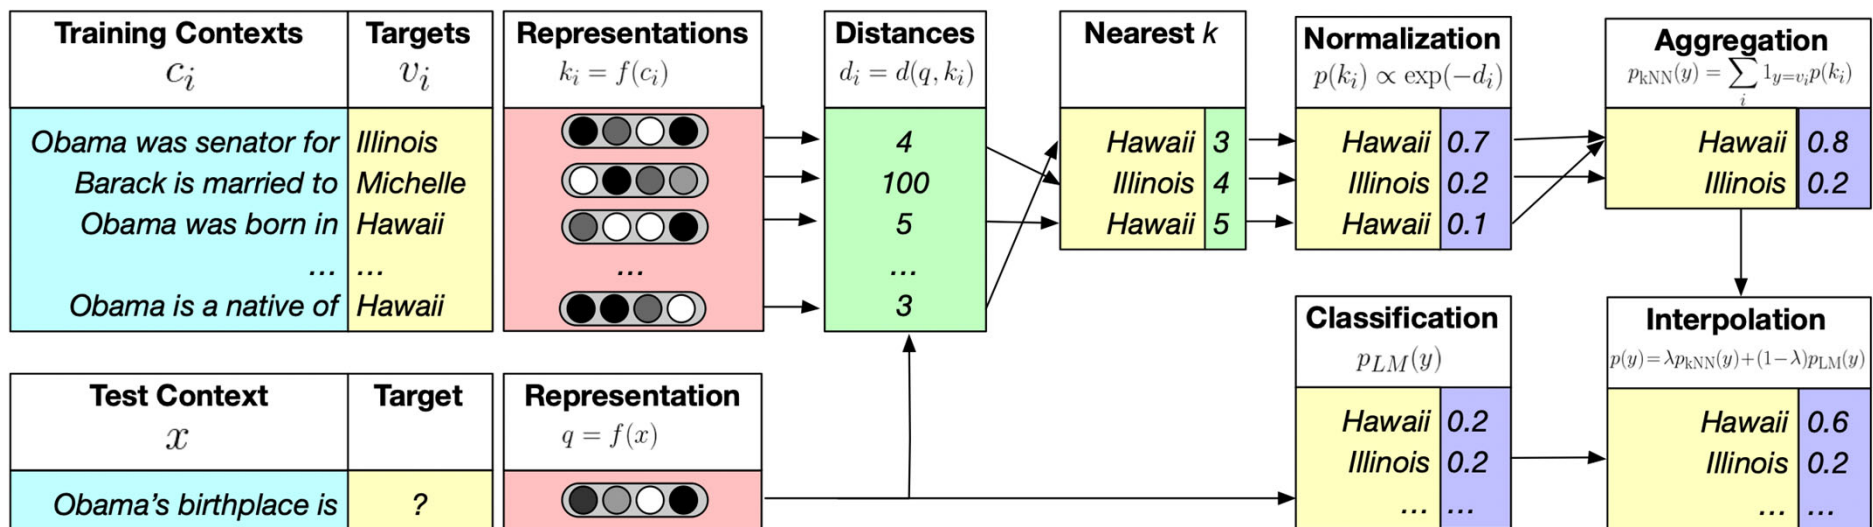 Training Contexts Targets
c_i v_i
Obama was senator for Illinois
Barack is married to Michelle
Obama was born in Hawaii
... ...
Obama is a native of Hawaii
Representations
k_i = f(c_i)
...
Distances
d_i = d(q, k_i)
4
100
5
...
3
Nearest k
Hawaii 3
Illinois 4
Hawaii 5
Normalization
p(k_i) ∝ exp(−d_i)
Hawaii 0.7
Illinois 0.2
Hawaii 0.1
Aggregation
p_kNN(y) = ∑_i 1_{y=v_i} p(k_i)
Hawaii 0.8
Illinois 0.2
Test Context Target
x
Obama's birthplace is ?
Representation
q = f(x)
Classification
p_LM(y)
Hawaii 0.2
Illinois 0.2
... ...
Interpolation
p(y) = λp_kNN(y) + (1−λ)p_LM(y)
Hawaii 0.6
Illinois 0.2
... ...